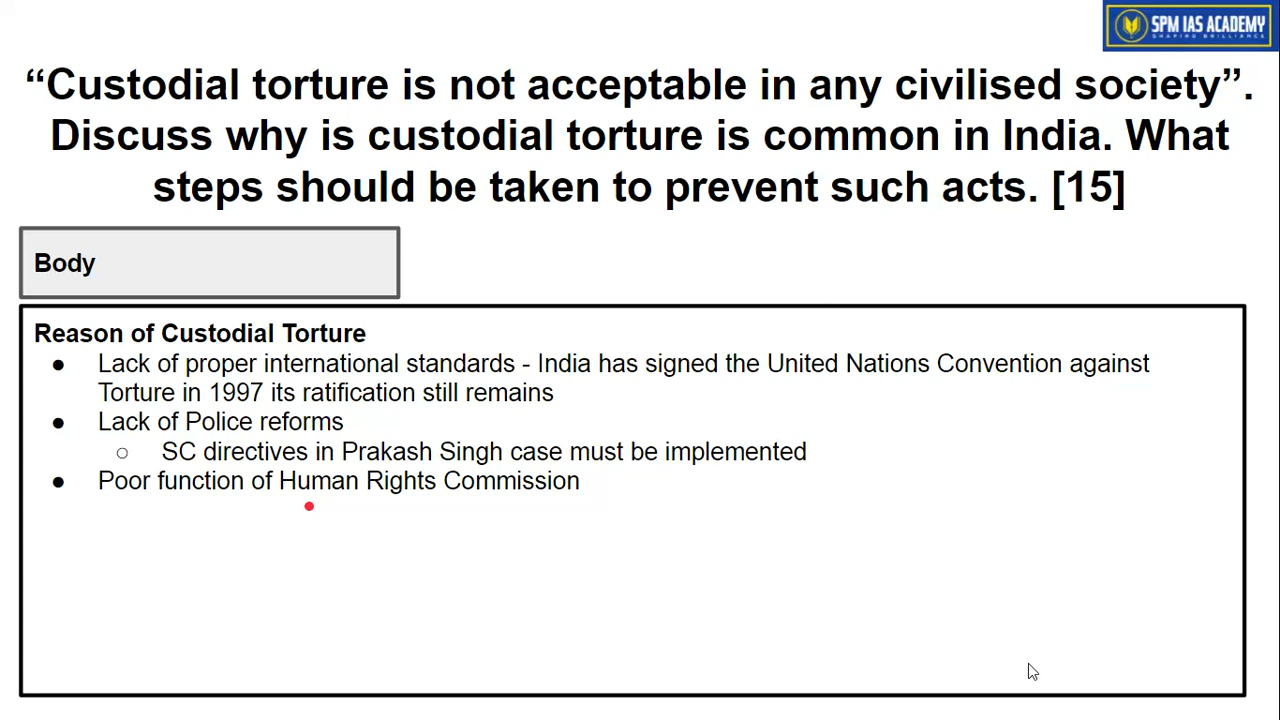 SPM IAS ACADEMY
SHAPING BRILLIANCE
“Custodial torture is not acceptable in any civilised society”.
Discuss why is custodial torture is common in India. What
steps should be taken to prevent such acts. [15]
Body
Reason of Custodial Torture
● Lack of proper international standards - India has signed the United Nations Convention against
Torture in 1997 its ratification still remains
● Lack of Police reforms
○ SC directives in Prakash Singh case must be implemented
● Poor function of Human Rights Commission